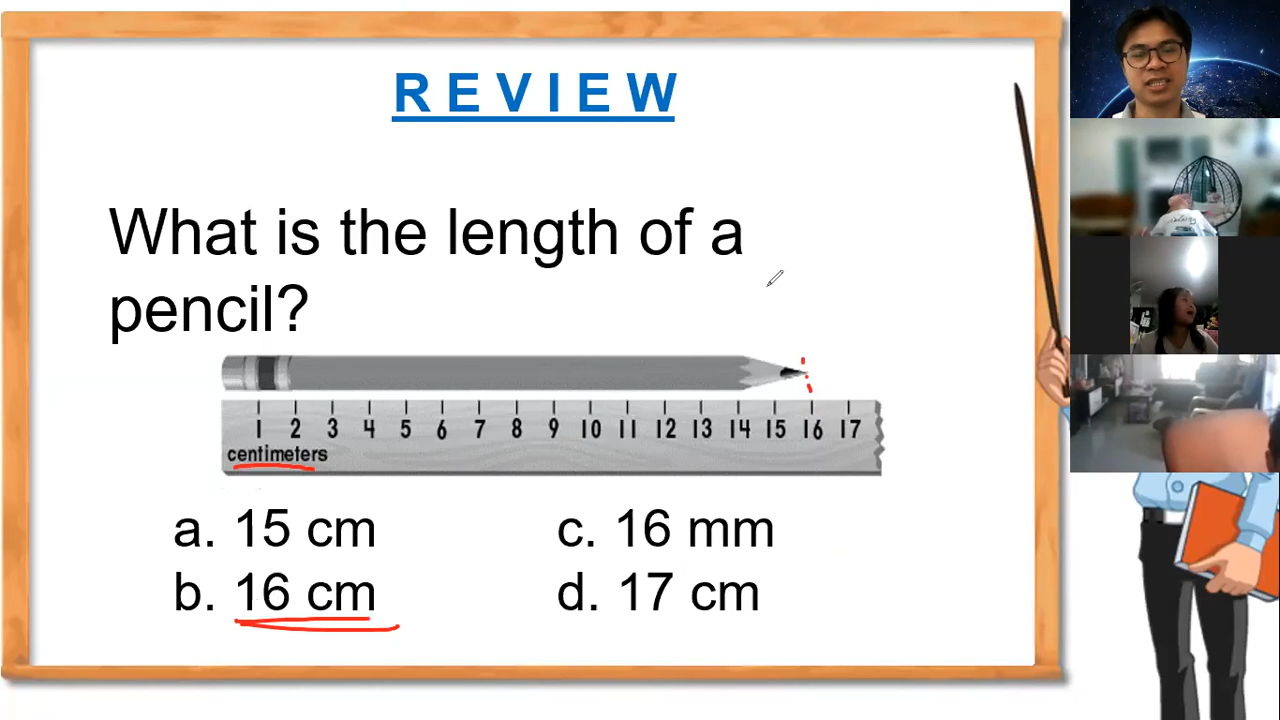 REVIEW
What is the length of a
pencil?
1 2 3 4 5 6 7 8 9 10 11 12 13 14 15 16 17
centimeters
a. 15 cm
b. 16 cm
c. 16 mm
d. 17 cm